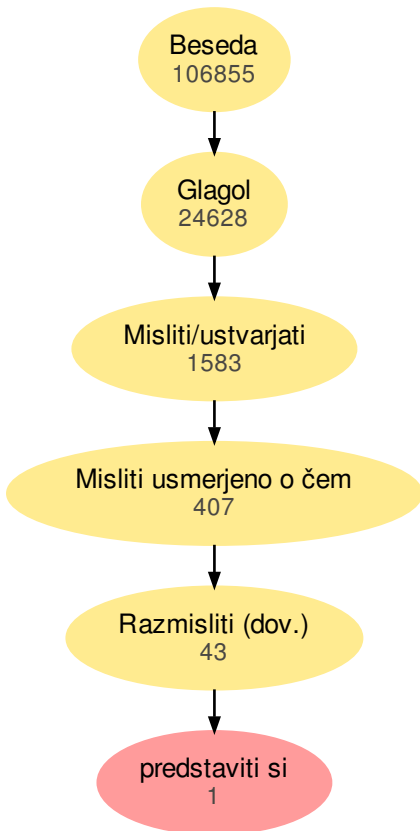 Beseda
106855
Glagol
24628
Misliti/ustvarjati
1583
Misliti usmerjeno o čem
407
Razmisliti (dov.)
43
predstaviti si
1